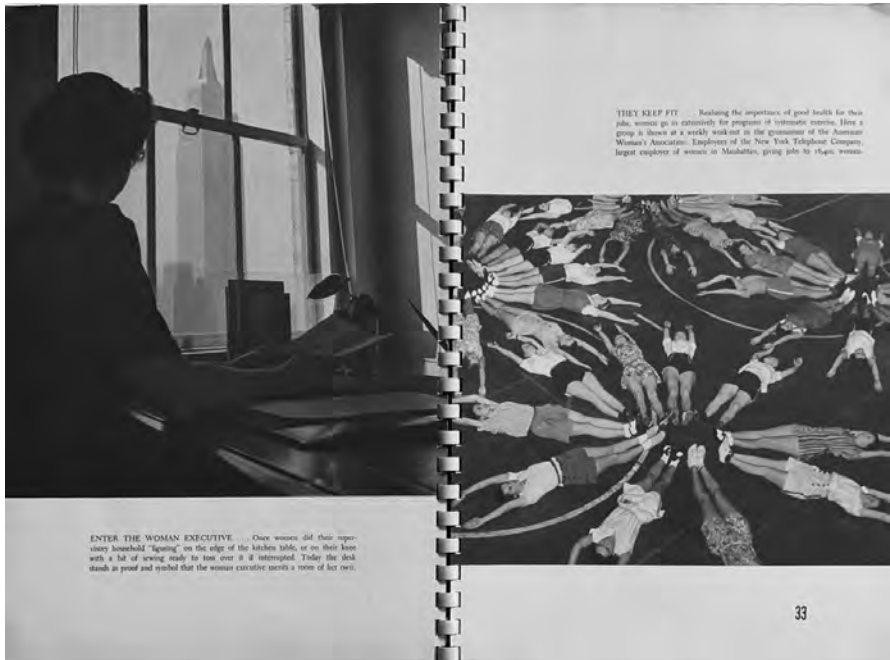 ENTER THE WOMAN EXECUTIVE . . . . Once women did their super-
visory household "figuring" on the edge of the kitchen table, or on their knee
with a bit of sewing ready to toss over it if interrupted. Today the desk
stands as proof and symbol that the woman executive merits a room of her own.
THEY KEEP FIT . . . Realizing the importance of good health for their
jobs, women go in extensively for programs of systematic exercise. Here a
group is shown at a weekly work-out in the gymnasium of the American
Woman's Association: Employees of the New York Telephone Company,
largest employer of women in Manhattan, giving jobs to women.
33